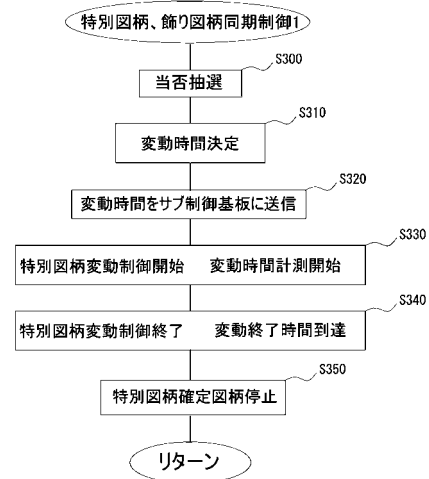 特別図柄、飾り図柄同期制御1
S300
当否抽選
S310
変動時間決定
S320
変動時間をサブ制御基板に送信
S330
特別図柄変動制御開始　変動時間計測開始
S340
特別図柄変動制御終了　変動終了時間到達
S350
特別図柄確定図柄停止
リターン